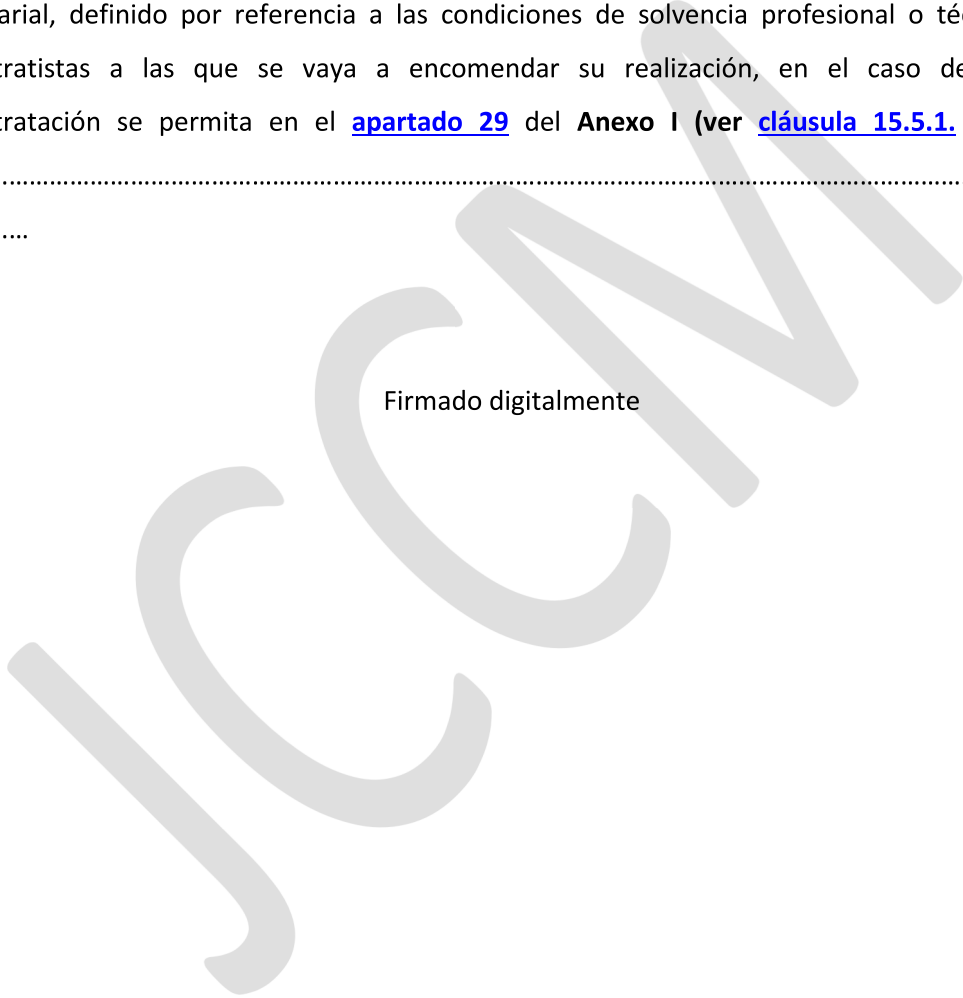 arial, definido por referencia a las condiciones de solvencia profesional o té
tratistas a las que se vaya a encomendar su realización, en el caso de
tratación se permita en el apartado 29 del Anexo I (ver cláusula 15.5.1.
……………………………………………………………………………………………………………………
.….
Firmado digitalmente
JCCM